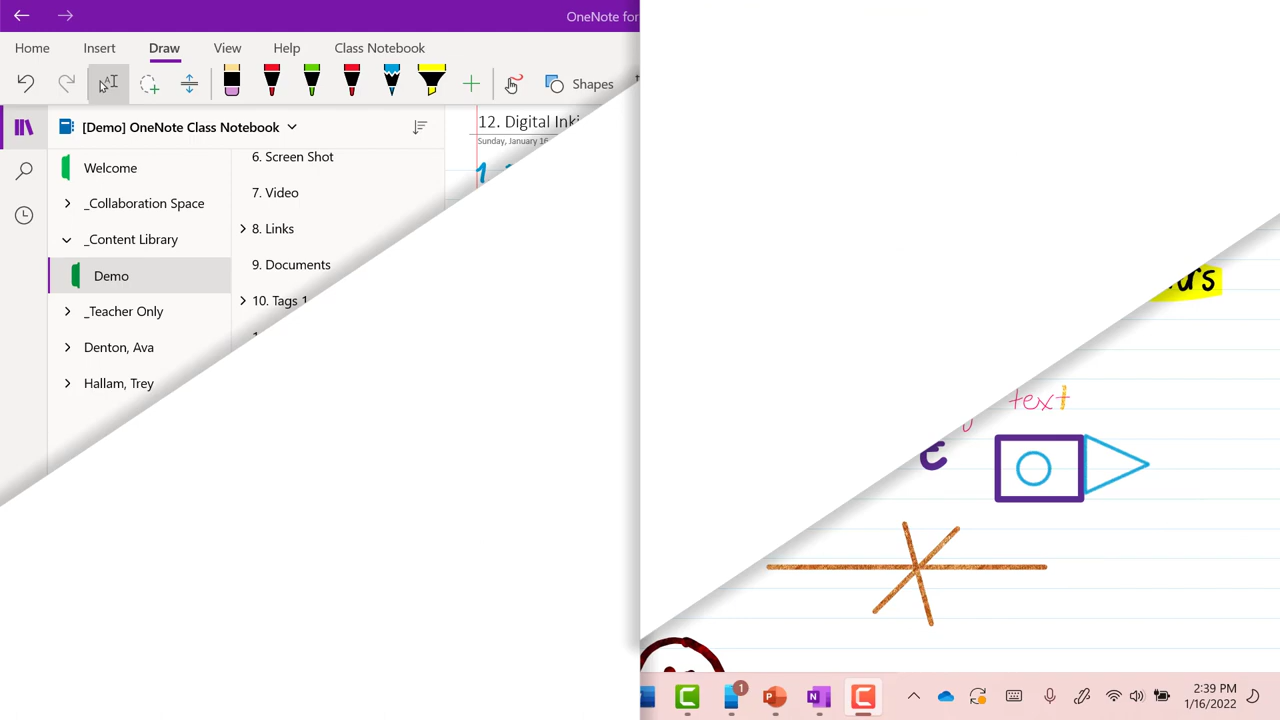 OneNote for
Home Insert Draw View Help Class Notebook
Shapes
[Demo] OneNote Class Notebook
12. Digital
Sunday, January 16
Welcome
_Collaboration Space
_Content Library
Demo
_Teacher Only
Denton, Ava
Hallam, Trey
6. Screen Shot
7. Video
8. Links
9. Documents
10. Tags 1
text
1
2:39 PM
1/16/2022